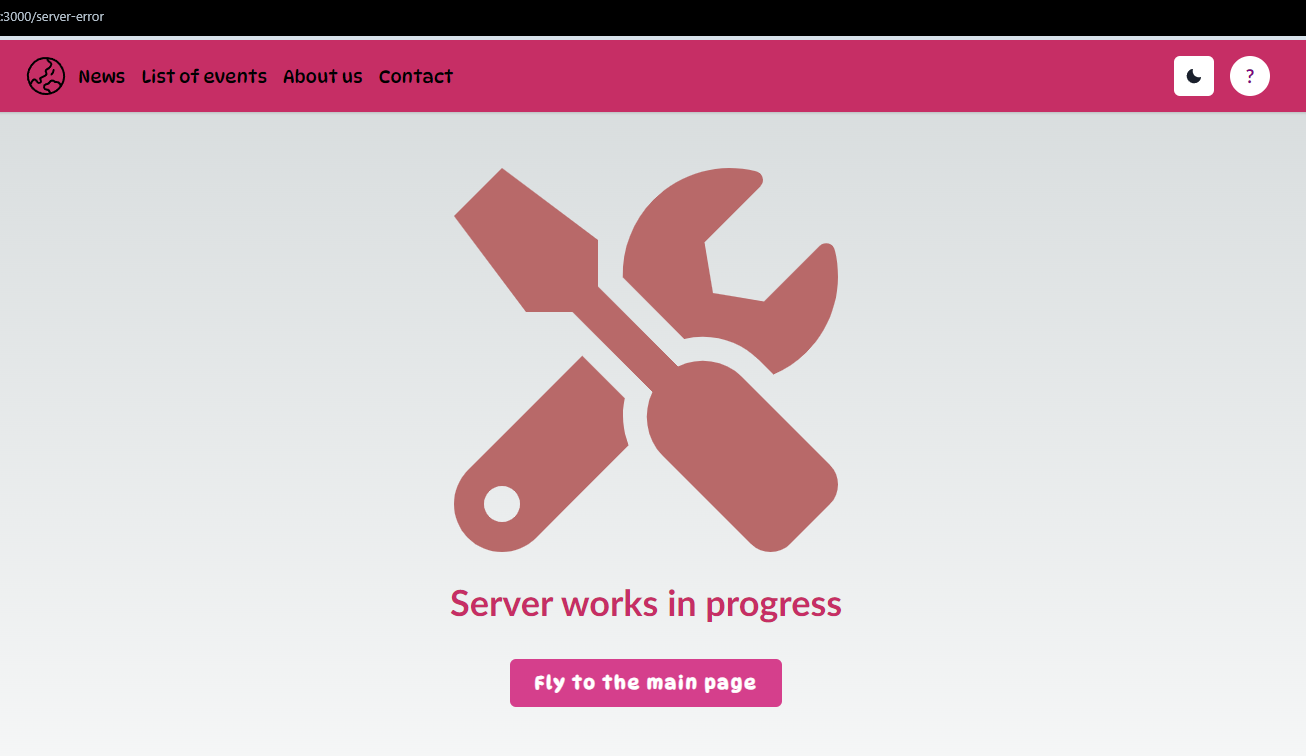 :3000/server-error
News List of events About us Contact ?
Server works in progress
Fly to the main page